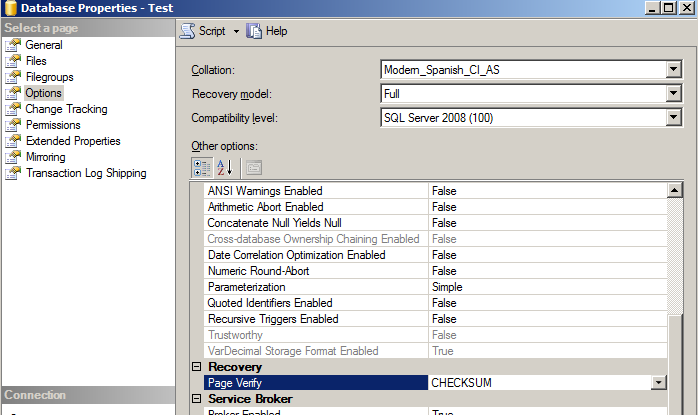 Database Properties - Test
Select a page
General
Files
Filegroups
Options
Change Tracking
Permissions
Extended Properties
Mirroring
Transaction Log Shipping
Connection
Script Help
Collation: Modern_Spanish_CI_AS
Recovery model: Full
Compatibility level: SQL Server 2008 (100)
Other options:
A Z
ANSI Warnings Enabled False
Arithmetic Abort Enabled False
Concatenate Null Yields Null False
Cross-database Ownership Chaining Enabled False
Date Correlation Optimization Enabled False
Numeric Round-Abort False
Parameterization Simple
Quoted Identifiers Enabled False
Recursive Triggers Enabled False
Trustworthy False
VarDecimal Storage Format Enabled True
Recovery
Page Verify CHECKSUM
Service Broker
Broker Enabled True